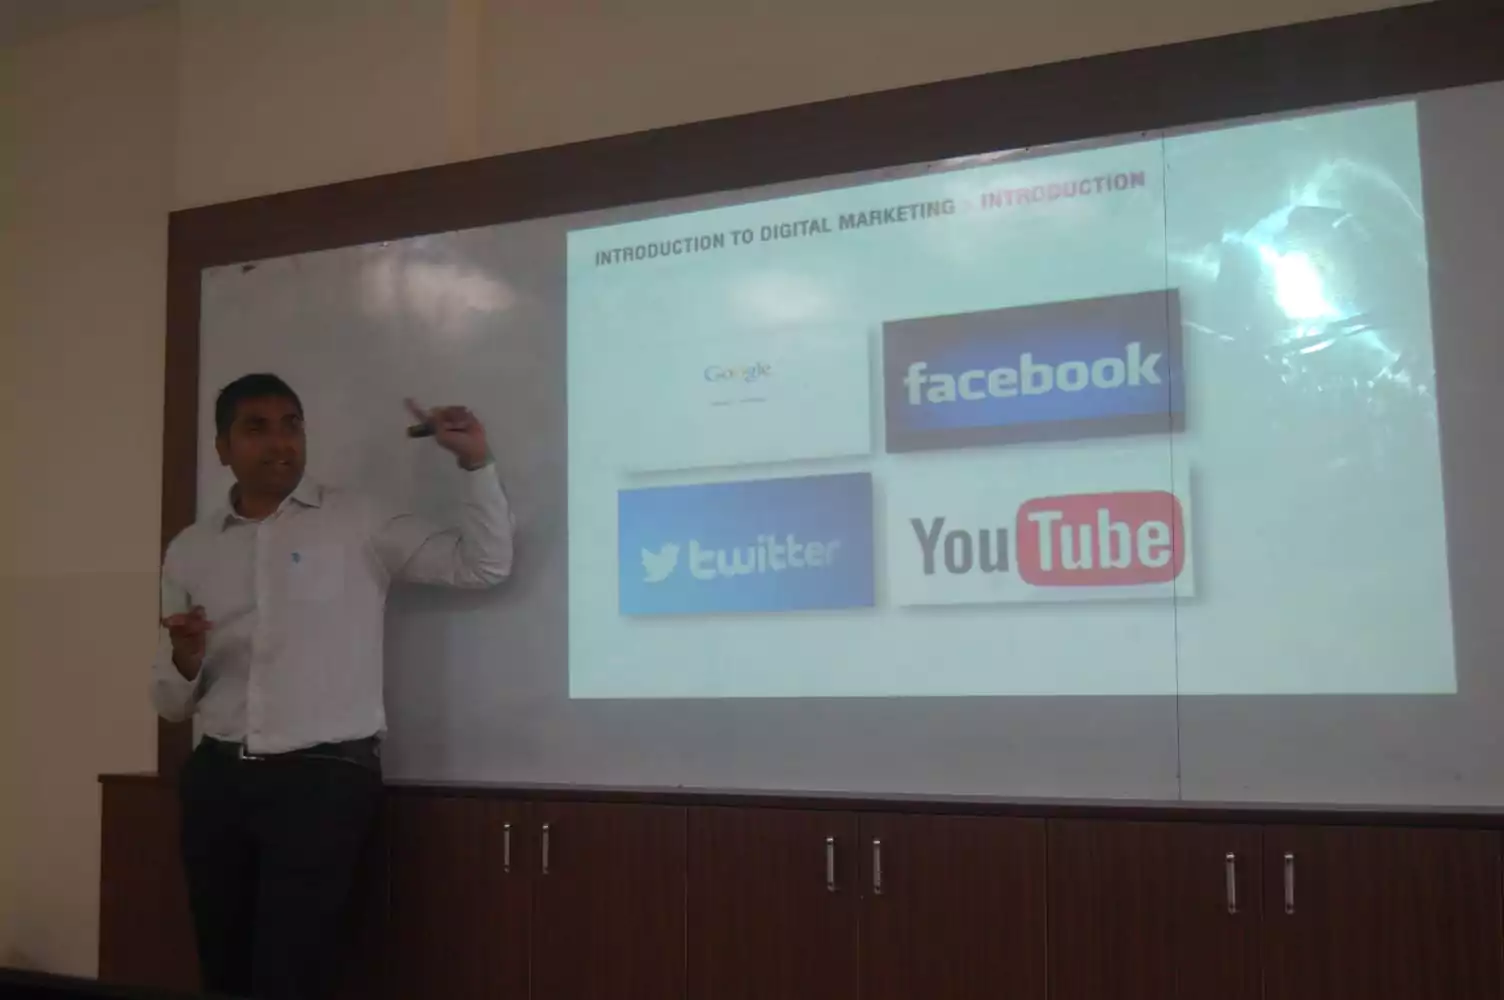 INTRODUCTION TO DIGITAL MARKETING - INTRODUCTION
Google
facebook
twitter
YouTube